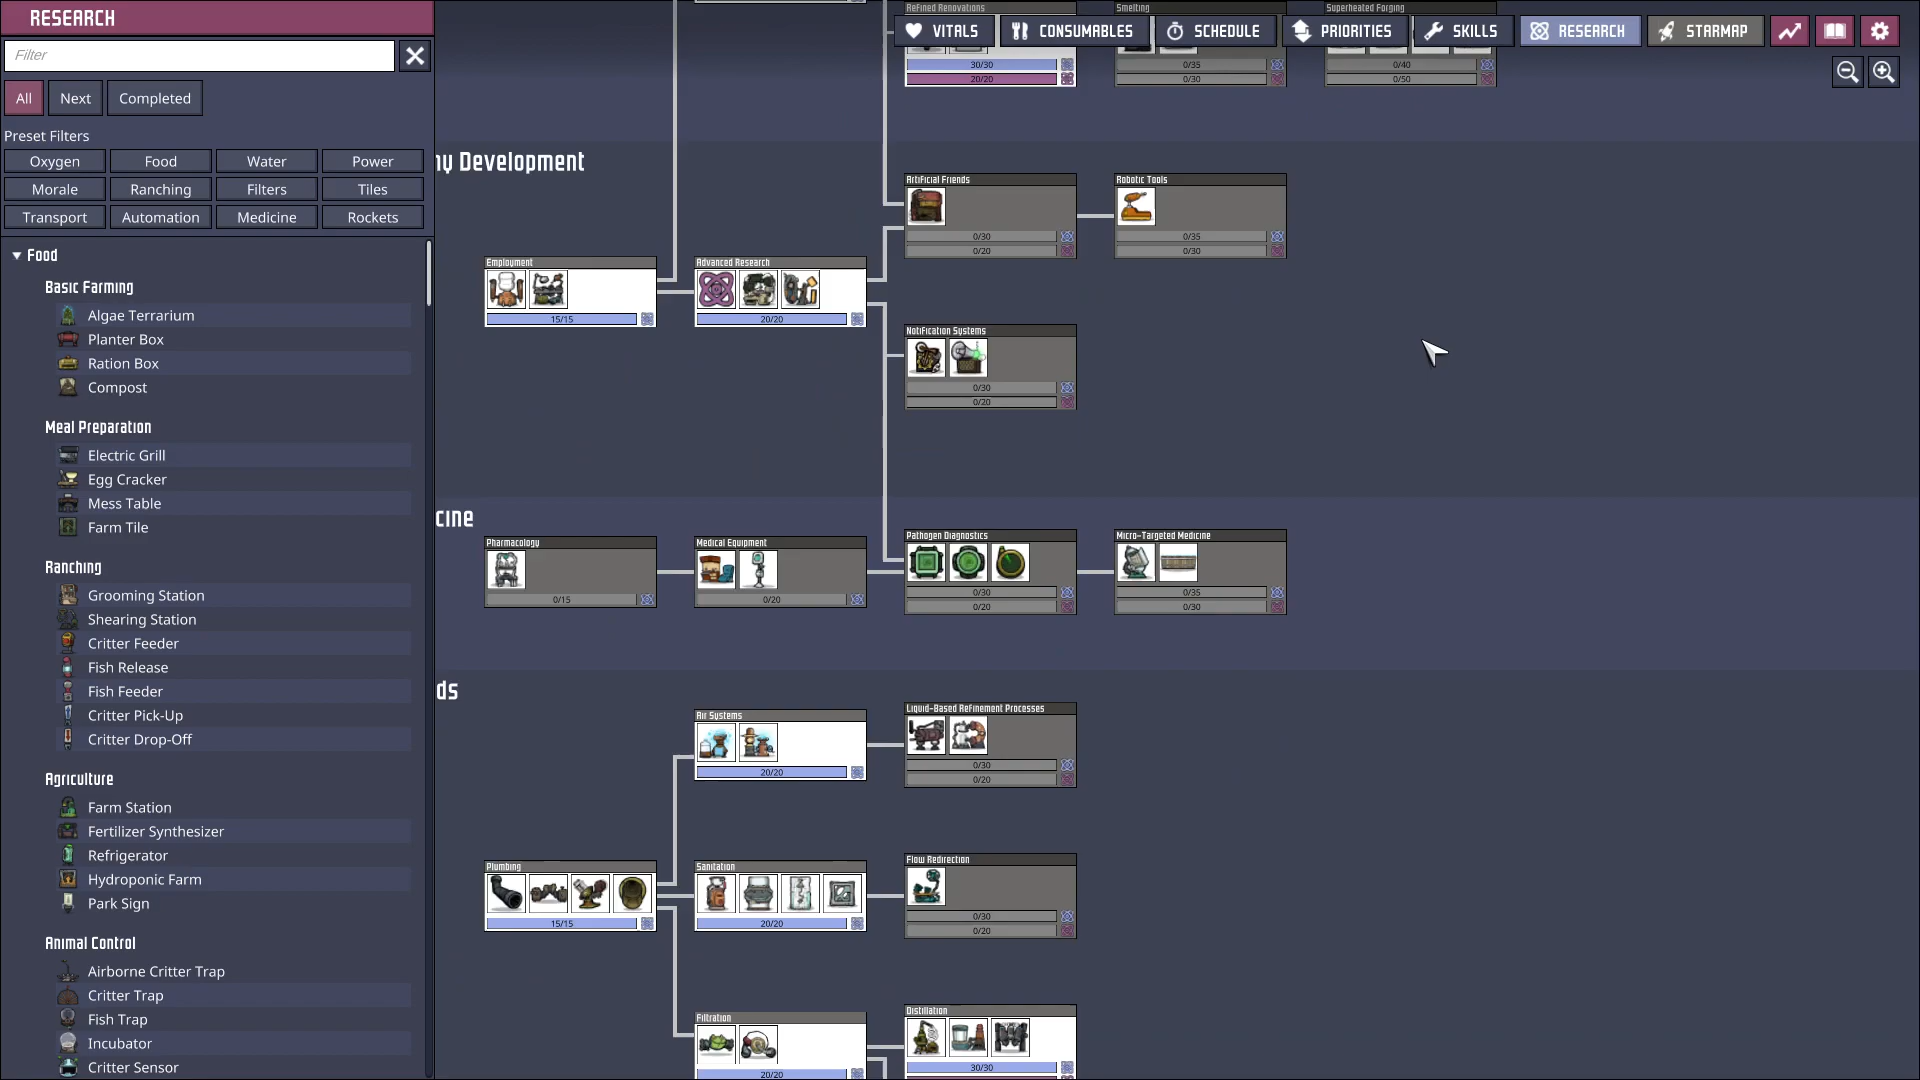 RESEARCH
Filter
All
Next
Completed
Preset Filters
Oxygen
Food
Water
Power
Morale
Ranching
Filters
Tiles
Transport
Automation
Medicine
Rockets
Food
Basic Farming
Algae Terrarium
Planter Box
Ration Box
Compost
Meal Preparation
Electric Grill
Egg Cracker
Mess Table
Farm Tile
Ranching
Grooming Station
Shearing Station
Critter Feeder
Fish Release
Fish Feeder
Critter Pick-Up
Critter Drop-Off
Agriculture
Farm Station
Fertilizer Synthesizer
Refrigerator
Hydroponic Farm
Park Sign
Animal Control
Airborne Critter Trap
Critter Trap
Fish Trap
Incubator
Critter Sensor
VITALS
CONSUMABLES
SCHEDULE
PRIORITIES
SKILLS
RESEARCH
STARMAP
Refined Renovations
30/30
20/20
Smelting
0/35
0/30
Superheated Forging
0/40
0/50
ny Development
Artificial Friends
0/30
0/20
Robotic Tools
0/35
0/30
Employment
15/15
Advanced Research
20/20
Notification Systems
0/30
0/20
cine
Pharmacology
0/15
Medical Equipment
0/20
Pathogen Diagnostics
0/30
0/20
Micro-Targeted Medicine
0/35
0/30
ds
Air Systems
20/20
Liquid-Based Refinement Processes
0/30
0/20
Plumbing
15/15
Sanitation
20/20
Flow Redirection
0/30
0/20
Filtration
20/20
Distillation
30/30